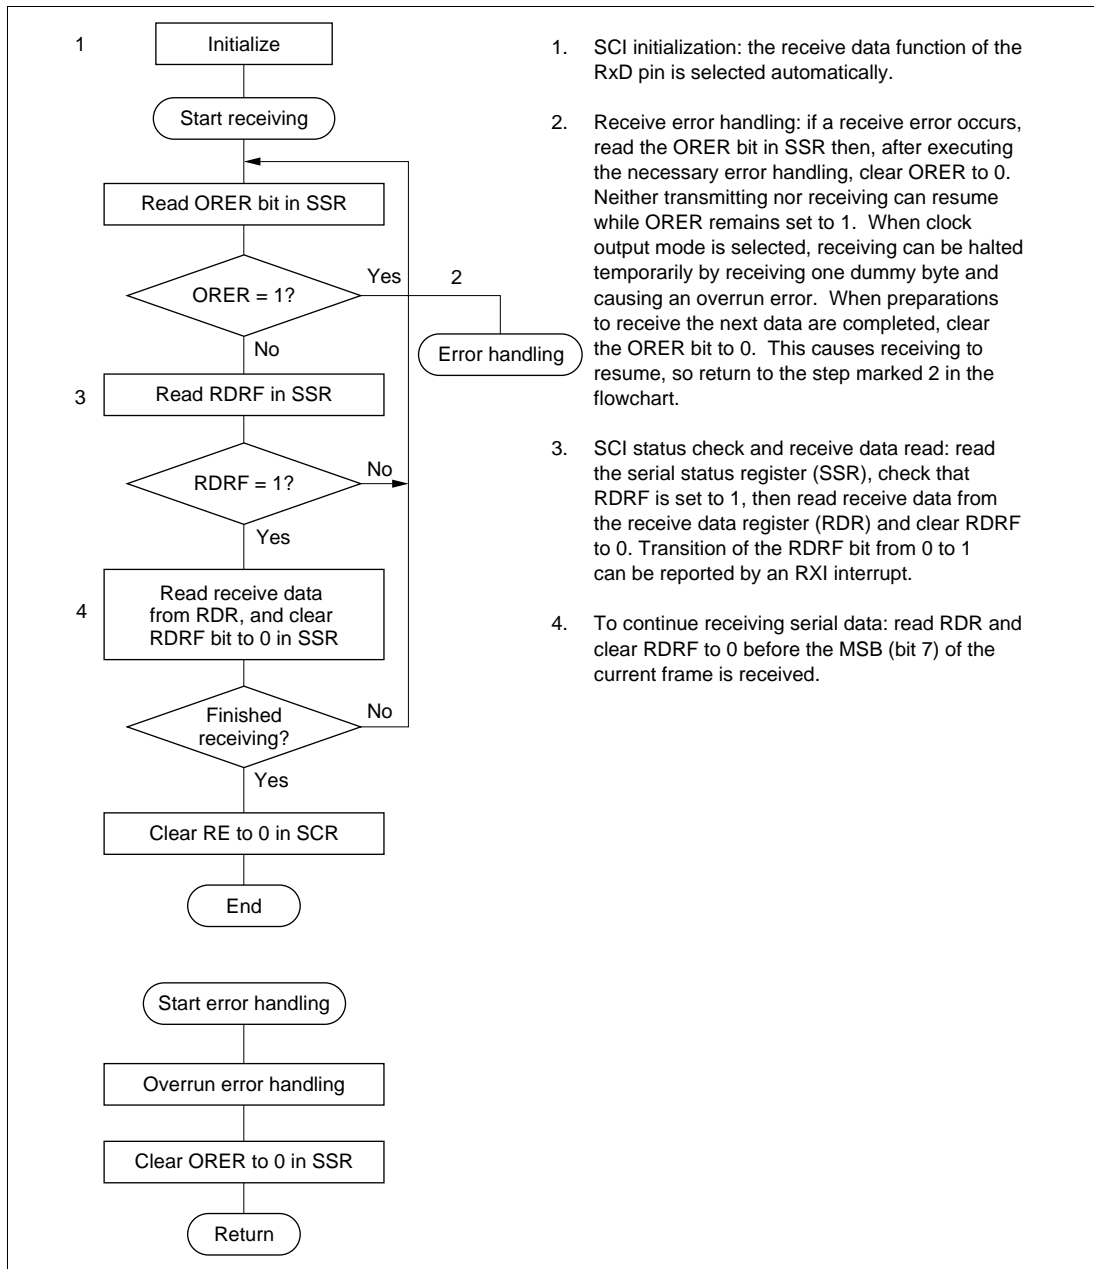 1
Initialize
Start receiving
Read ORER bit in SSR
ORER = 1?
Yes
2
No
Error handling
3
Read RDRF in SSR
RDRF = 1?
No
Yes
4
Read receive data
from RDR, and clear
RDRF bit to 0 in SSR
Finished
receiving?
No
Yes
Clear RE to 0 in SCR
End
Start error handling
Overrun error handling
Clear ORER to 0 in SSR
Return
1. SCI initialization: the receive data function of the
RxD pin is selected automatically.
2. Receive error handling: if a receive error occurs,
read the ORER bit in SSR then, after executing
the necessary error handling, clear ORER to 0.
Neither transmitting nor receiving can resume
while ORER remains set to 1. When clock
output mode is selected, receiving can be halted
temporarily by receiving one dummy byte and
causing an overrun error. When preparations
to receive the next data are completed, clear
the ORER bit to 0. This causes receiving to
resume, so return to the step marked 2 in the
flowchart.
3. SCI status check and receive data read: read
the serial status register (SSR), check that
RDRF is set to 1, then read receive data from
the receive data register (RDR) and clear RDRF
to 0. Transition of the RDRF bit from 0 to 1
can be reported by an RXI interrupt.
4. To continue receiving serial data: read RDR and
clear RDRF to 0 before the MSB (bit 7) of the
current frame is received.